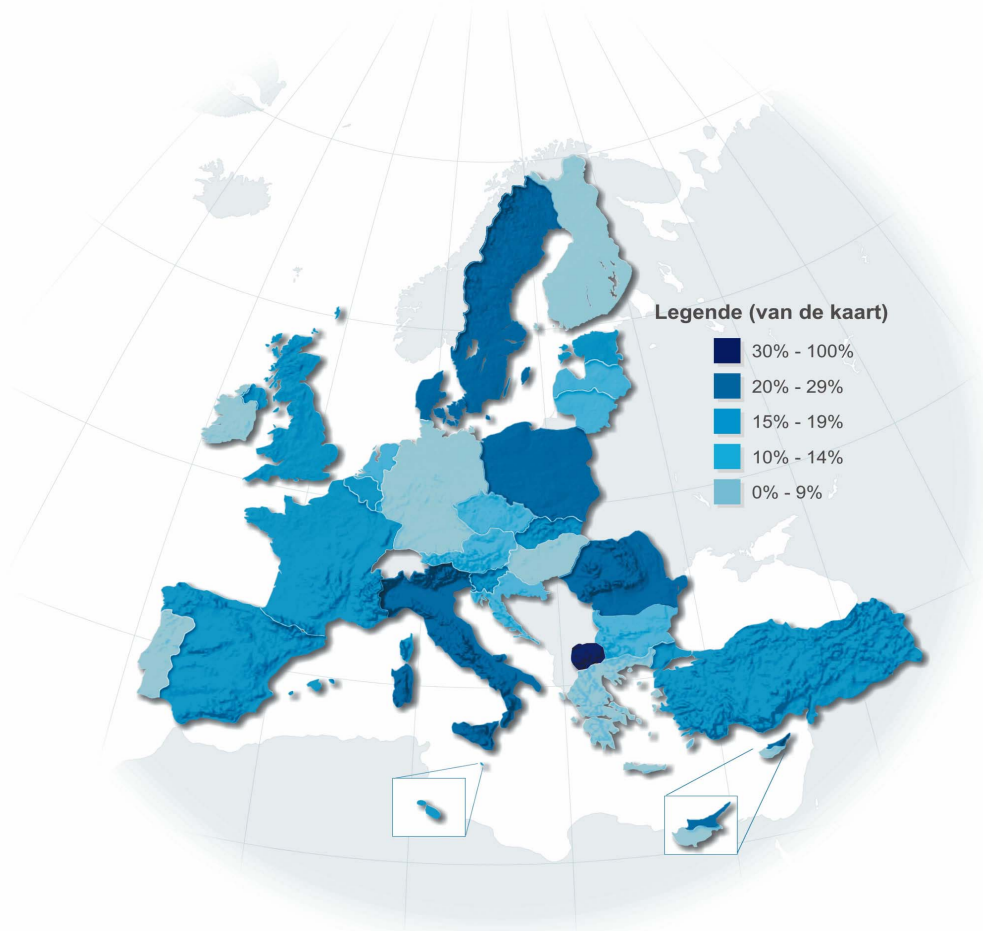 Legende (van de kaart)
30% - 100%
20% - 29%
15% - 19%
10% - 14%
0% - 9%